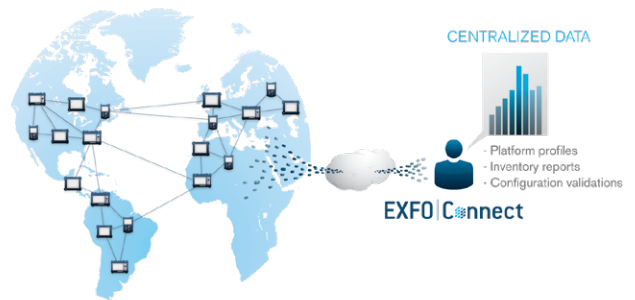 CENTRALIZED DATA
- Platform profiles
- Inventory reports
- Configuration validations
EXFO|Connect